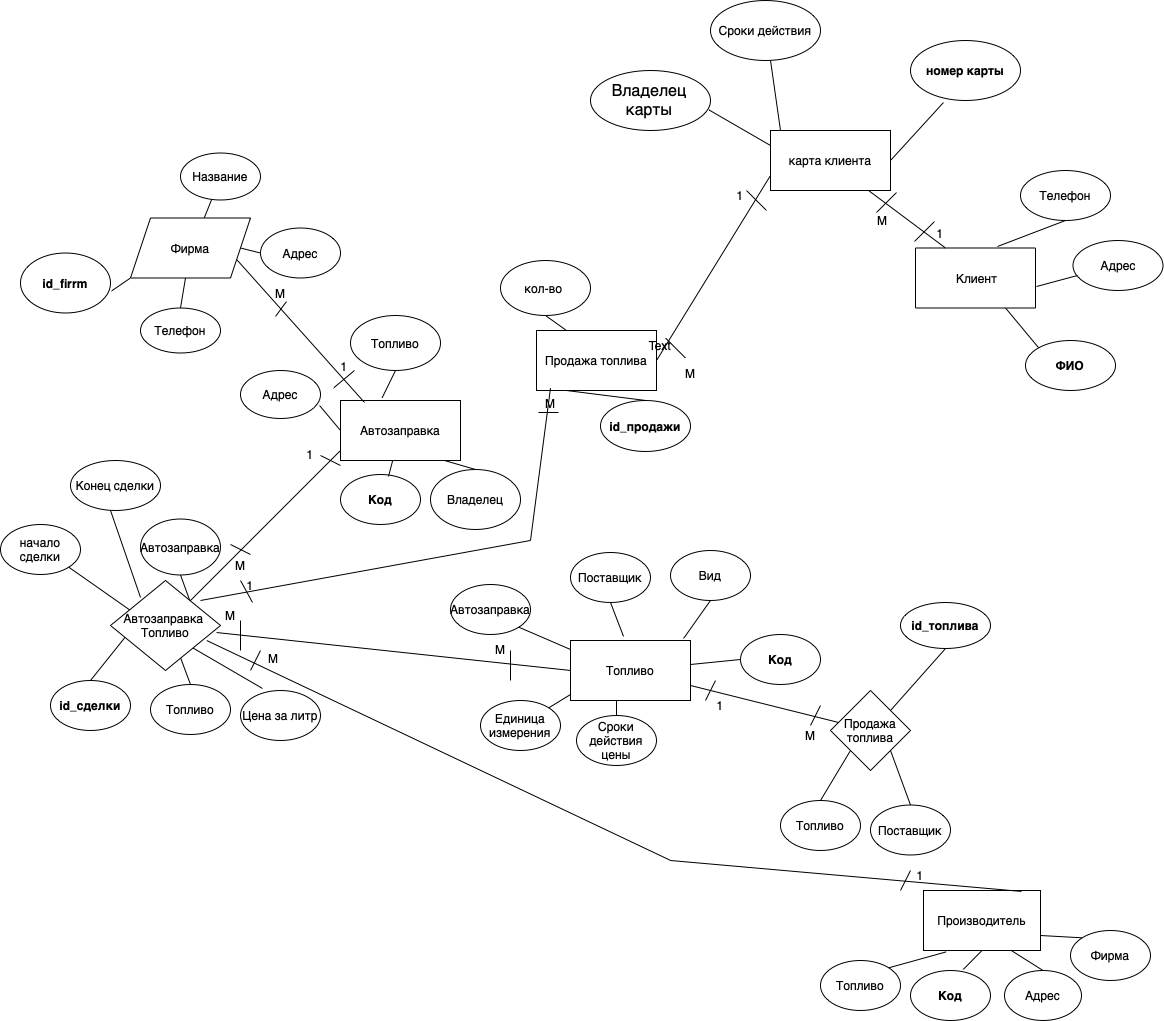 Сроки действия
номер карты
Владелец
карты
карта клиента
Название
1
M
Телефон
1
Фирма
Адрес
Адрес
id_firrm
Клиент
кол-во
M
Телефон
Топливо
Text
Продажа топлива
M
1
ФИО
Адрес
M
id_продажи
Автозаправка
1
Конец сделки
Код
Владелец
начало
сделки
Автозаправка
M
1
Поставщик
Вид
Автозаправка
M
Автозаправка
Топливо
id_топлива
M
M
Код
Топливо
id_сделки
Топливо
Цена за литр
1
Единица
измерения
Сроки
действия
цены
M
Продажа
топлива
Топливо
Поставщик
1
Производитель
Фирма
Топливо
Код
Адрес